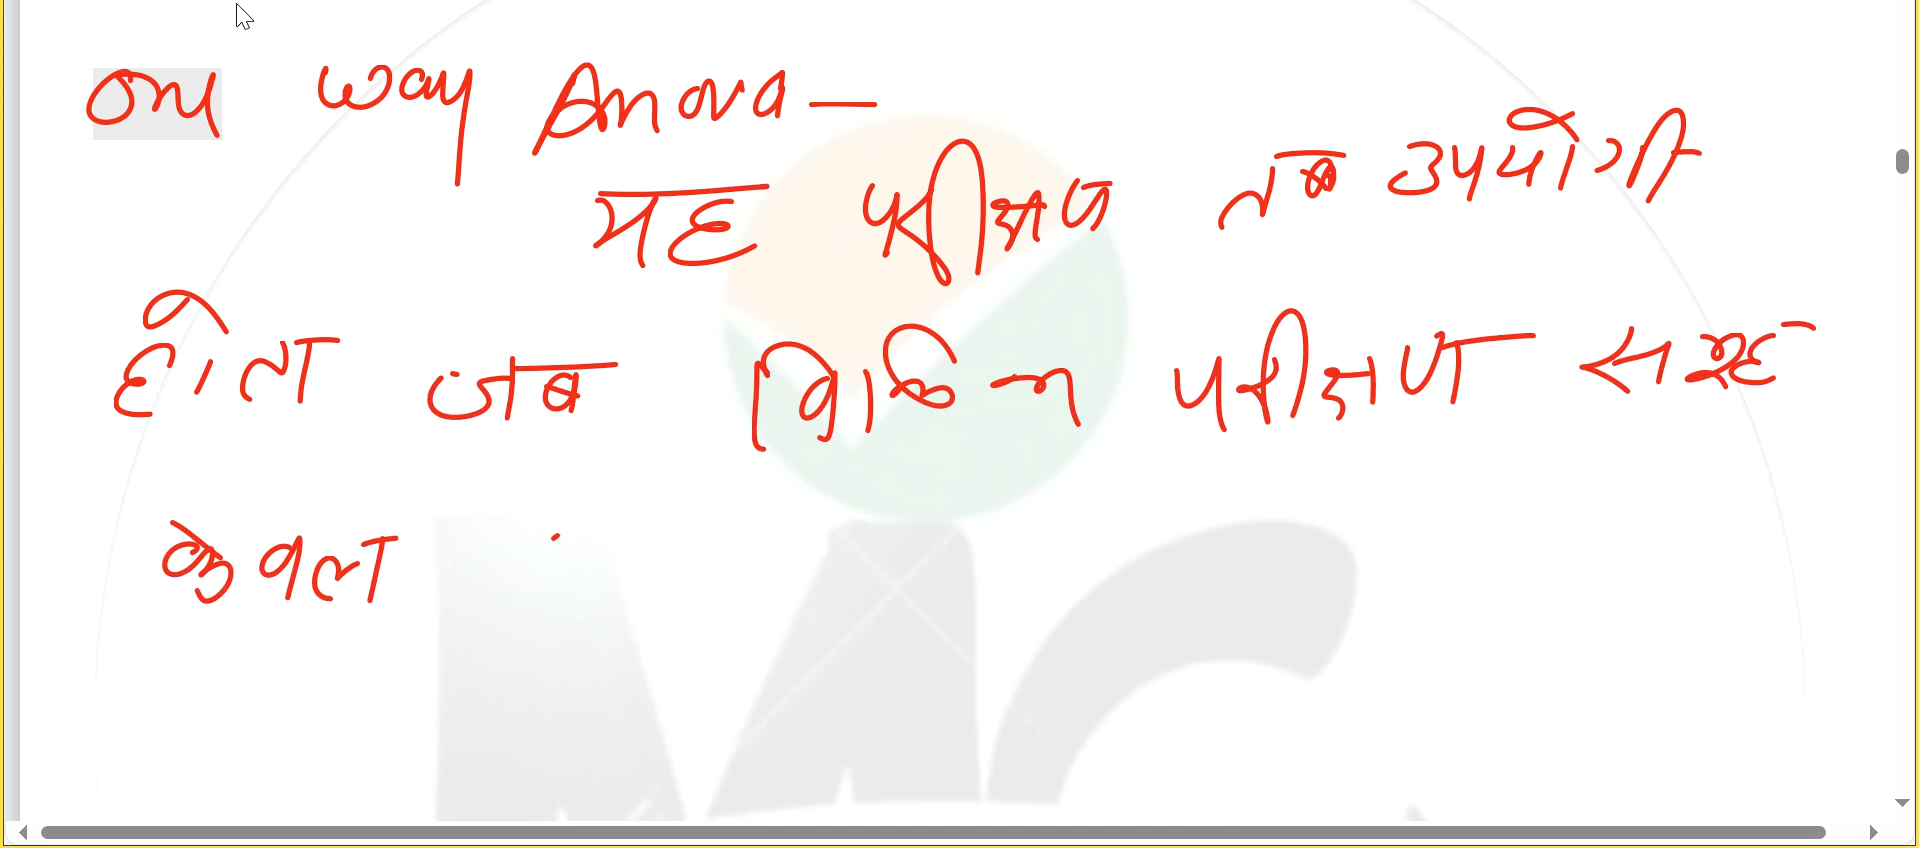 One way Anova —
यह परीक्षण तब उपयोगी
होता जब विभिन्न परीक्षण समूह
केवल